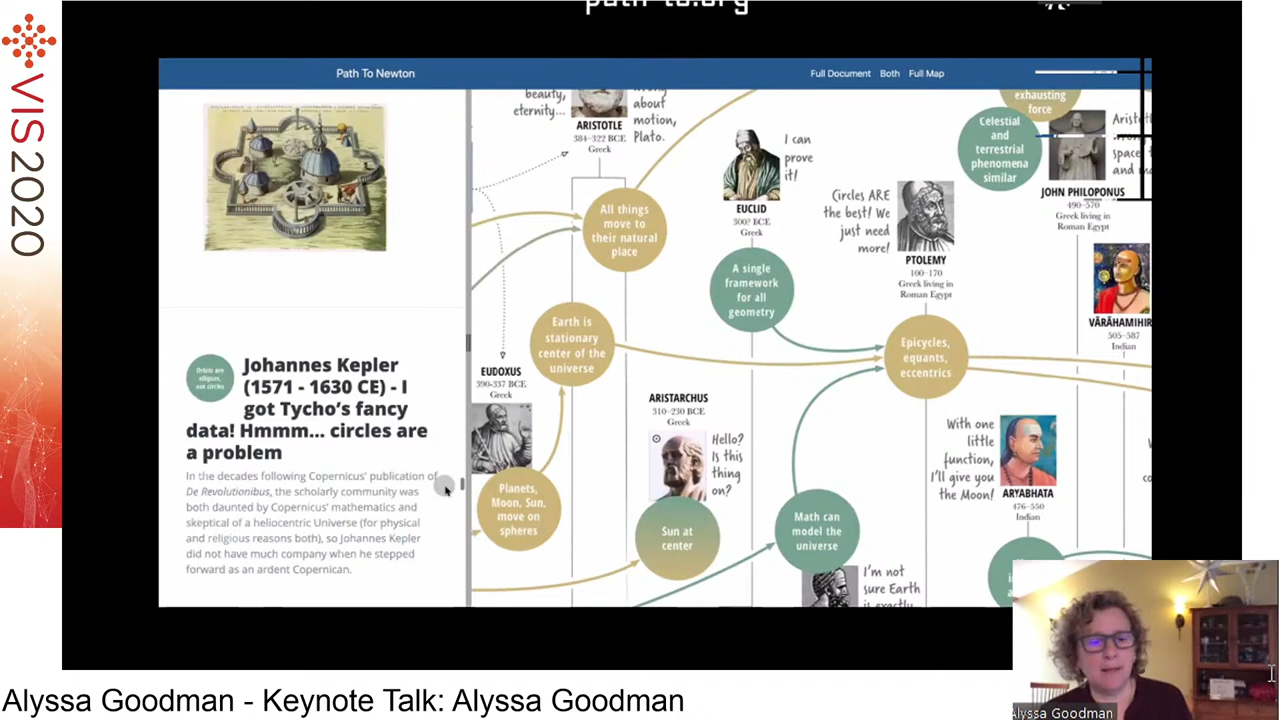 path-to.org
VIS2020
Path To Newton
Full Document
Both
Full Map
Orbits are
ellipses,
not circles
Johannes Kepler
(1571 - 1630 CE) - I
got Tycho’s fancy
data! Hmmm... circles are
a problem
In the decades following Copernicus’ publication of
De Revolutionibus, the scholarly community was
both daunted by Copernicus’ mathematics and
skeptical of a heliocentric Universe (for physical
and religious reasons both), so Johannes Kepler
did not have much company when he stepped
forward as an ardent Copernican.
beauty,
eternity...
ARISTOTLE
384–322 BCE
Greek
about
motion,
Plato.
All things
move to
their natural
place
Earth is
stationary
center of the
universe
EUDOXUS
390-337 BCE
Greek
Planets,
Moon, Sun,
move on
spheres
I can
prove
it!
EUCLID
300? BCE
Greek
A single
framework
for all
geometry
ARISTARCHUS
310–230 BCE
Greek
Hello?
Is this
thing
on?
Sun at
center
Math can
model the
universe
I’m not
sure Earth
is exactly
Circles ARE
the best! We
just need
more!
PTOLEMY
100–170
Greek living in
Roman Egypt
Epicycles,
equants,
eccentrics
With one
little
function,
I’ll give you
the Moon!
ARYABHATA
476–550
Indian
exhausting
force
Celestial
and
terrestrial
phenomena
similar
JOHN PHILOPONUS
490–570
Greek living in
Roman Egypt
VĀRĀHAMIHIR
505–587
Indian
Alyssa Goodman
Alyssa Goodman - Keynote Talk: Alyssa Goodman